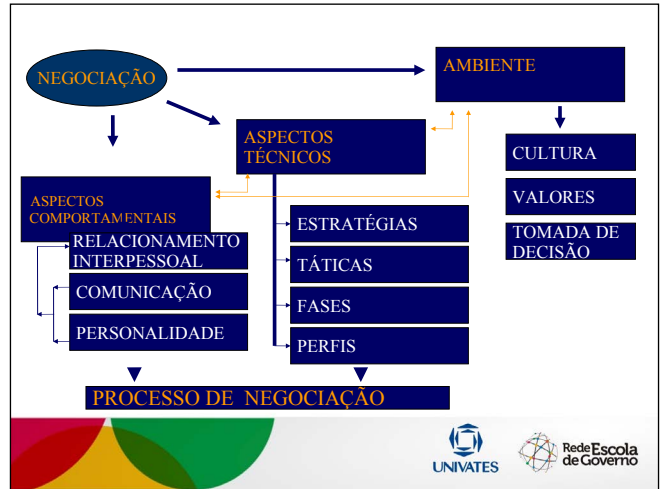 NEGOCIAÇÃO
AMBIENTE
ASPECTOS
TÉCNICOS
CULTURA
VALORES
TOMADA DE
DECISÃO
ASPECTOS
COMPORTAMENTAIS
RELACIONAMENTO
INTERPESSOAL
COMUNICAÇÃO
PERSONALIDADE
ESTRATÉGIAS
TÁTICAS
FASES
PERFIS
PROCESSO DE NEGOCIAÇÃO
UNIVATES
Rede Escola
de Governo